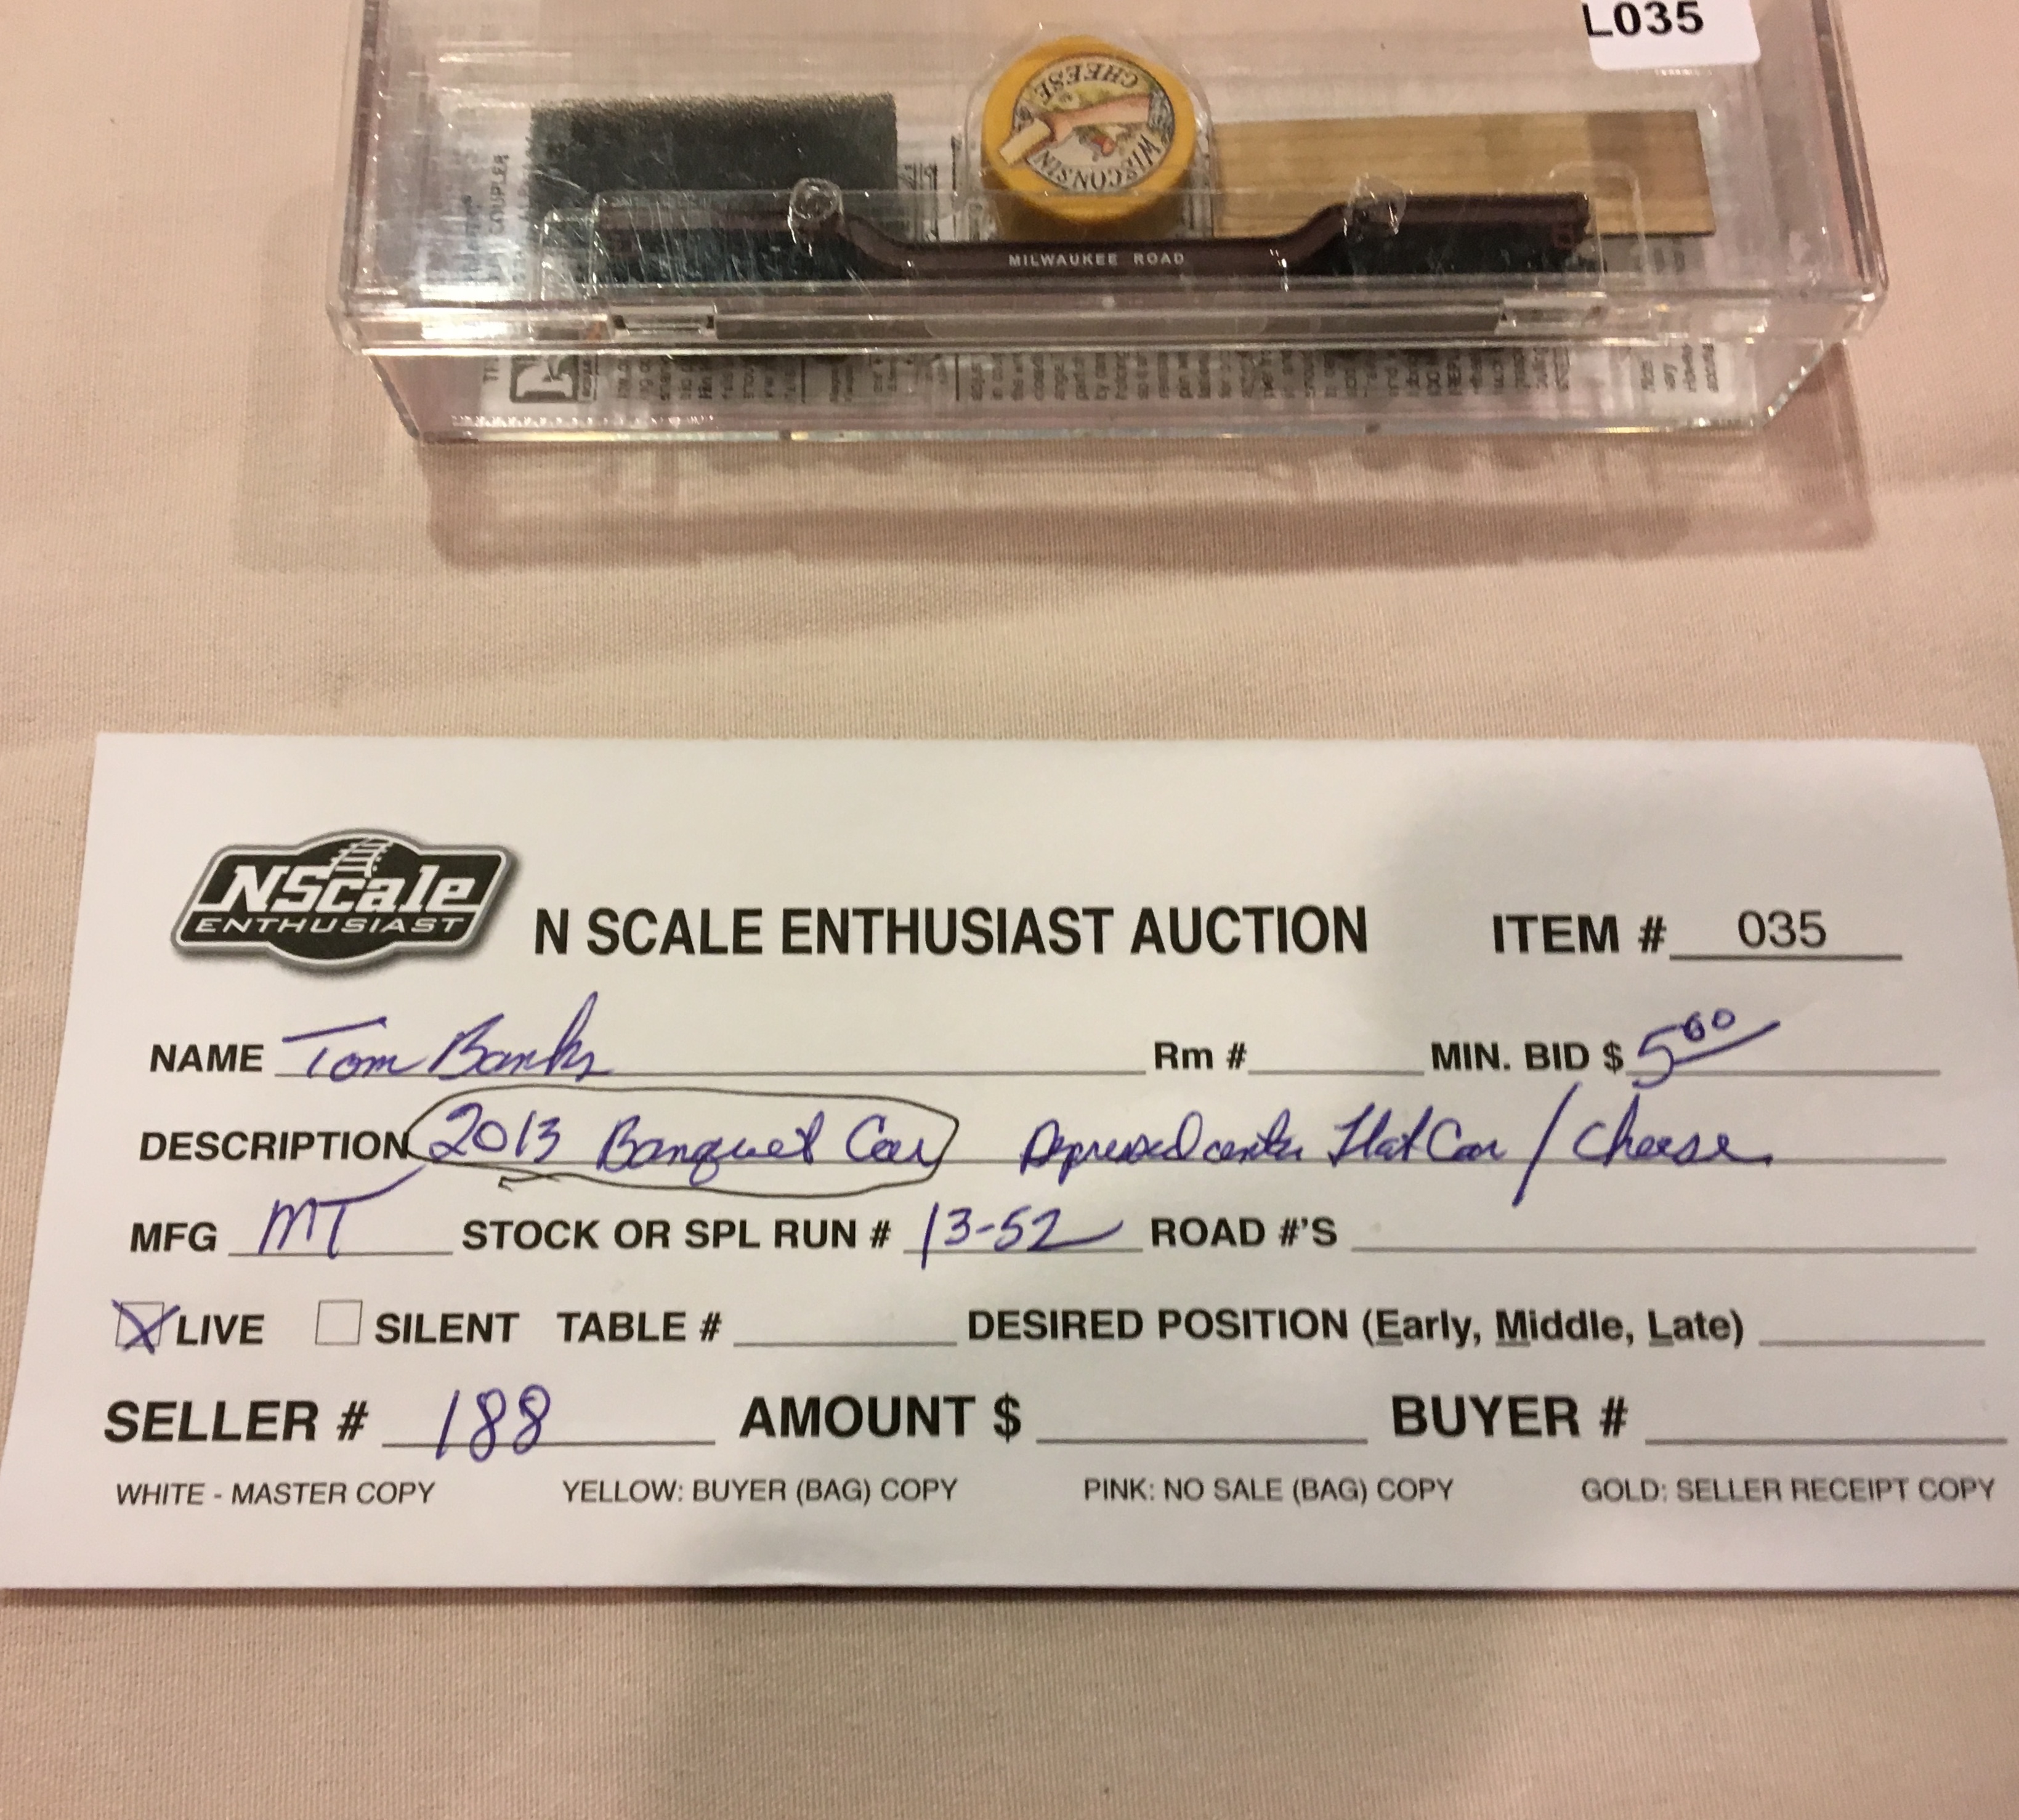 L035
WISCONSIN CHEESE
COUPLER
MILWAUKEE ROAD
NScale
ENTHUSIAST
N SCALE ENTHUSIAST AUCTION ITEM # 035
NAME Tom Banks Rm # MIN. BID $ 5 00
DESCRIPTION 2013 Banquet Car Depressed center Flat Car / Cheese
MFG MT STOCK OR SPL RUN # 13-52 ROAD #'S
LIVE SILENT TABLE # DESIRED POSITION (Early, Middle, Late)
SELLER # 188 AMOUNT $ BUYER #
WHITE - MASTER COPY YELLOW: BUYER (BAG) COPY PINK: NO SALE (BAG) COPY GOLD: SELLER RECEIPT COPY